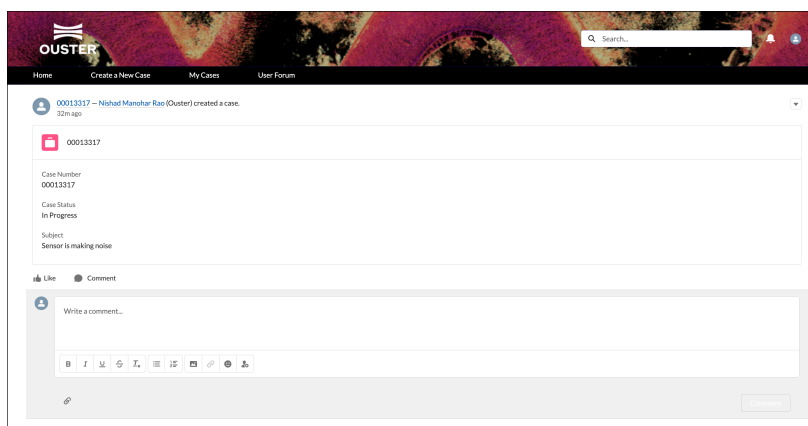 OUSTER
Search...
Home Create a New Case My Cases User Forum
00013317 — Nishad Manohar Rao (Ouster) created a case.
32m ago
00013317
Case Number
00013317
Case Status
In Progress
Subject
Sensor is making noise
Like Comment
Write a comment...
B I U S Tx
Comment